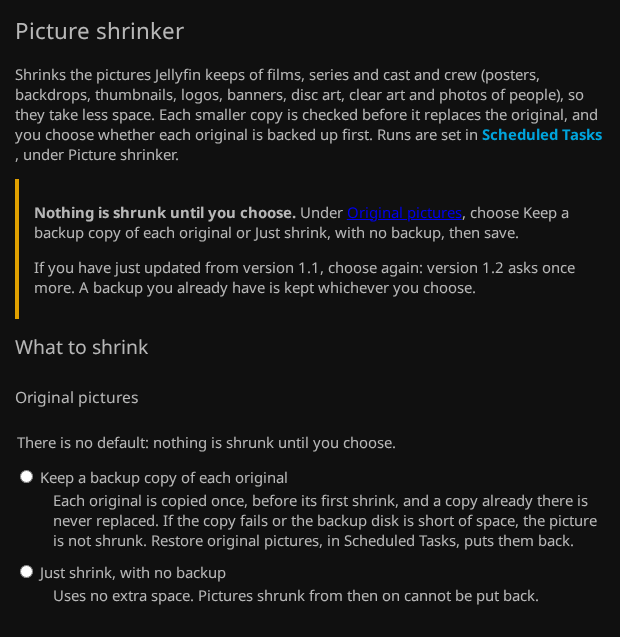 Picture shrinker
Shrinks the pictures Jellyfin keeps of films, series and cast and crew (posters,
backdrops, thumbnails, logos, banners, disc art, clear art and photos of people), so
they take less space. Each smaller copy is checked before it replaces the original, and
you choose whether each original is backed up first. Runs are set in Scheduled Tasks
, under Picture shrinker.
Nothing is shrunk until you choose. Under Original pictures, choose Keep a
backup copy of each original or Just shrink, with no backup, then save.
If you have just updated from version 1.1, choose again: version 1.2 asks once
more. A backup you already have is kept whichever you choose.
What to shrink
Original pictures
There is no default: nothing is shrunk until you choose.
Keep a backup copy of each original
Each original is copied once, before its first shrink, and a copy already there is
never replaced. If the copy fails or the backup disk is short of space, the picture
is not shrunk. Restore original pictures, in Scheduled Tasks, puts them back.
Just shrink, with no backup
Uses no extra space. Pictures shrunk from then on cannot be put back.